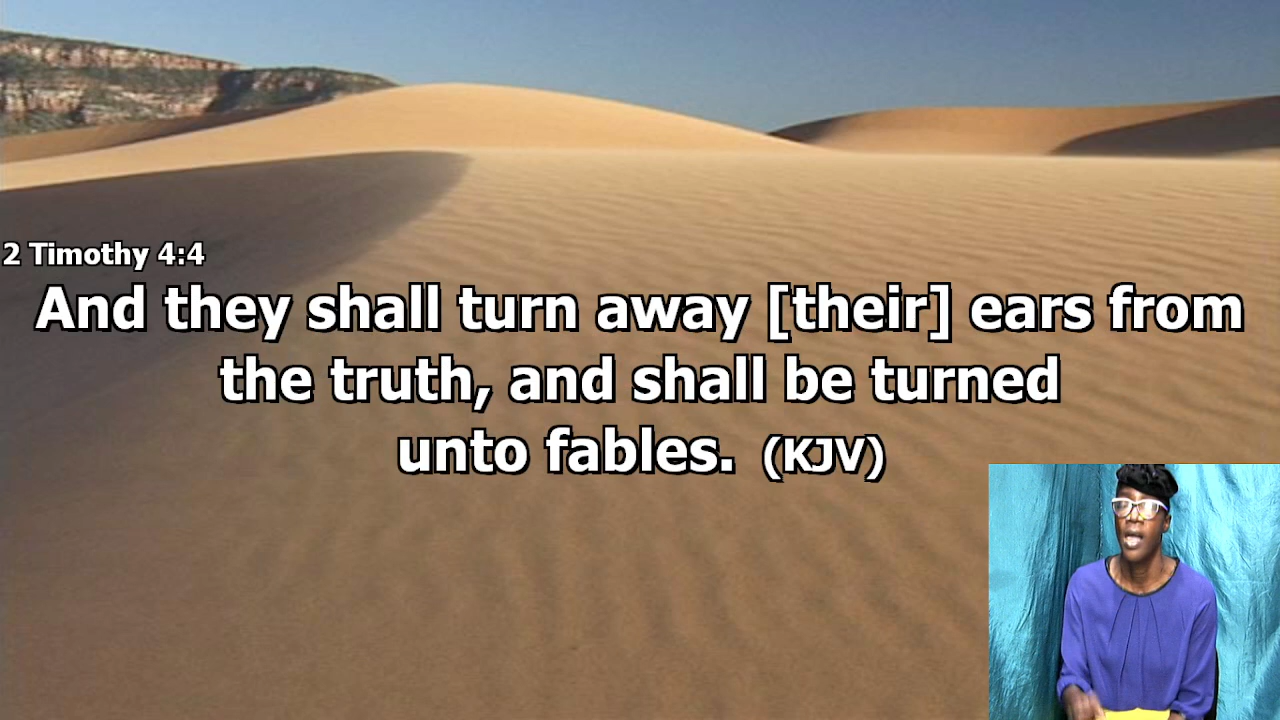 2 Timothy 4:4
And they shall turn away [their] ears from
the truth, and shall be turned
unto fables. (KJV)